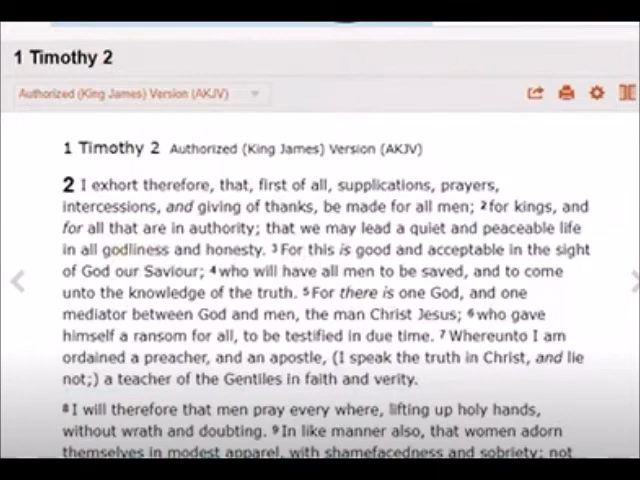 1 Timothy 2
Authorized (King James) Version (AKJV)
1 Timothy 2 Authorized (King James) Version (AKJV)
2 I exhort therefore, that, first of all, supplications, prayers,
intercessions, and giving of thanks, be made for all men; 2 for kings, and
for all that are in authority; that we may lead a quiet and peaceable life
in all godliness and honesty. 3 For this is good and acceptable in the sight
of God our Saviour; 4 who will have all men to be saved, and to come
unto the knowledge of the truth. 5 For there is one God, and one
mediator between God and men, the man Christ Jesus; 6 who gave
himself a ransom for all, to be testified in due time. 7 Whereunto I am
ordained a preacher, and an apostle, (I speak the truth in Christ, and lie
not;) a teacher of the Gentiles in faith and verity.
8 I will therefore that men pray every where, lifting up holy hands,
without wrath and doubting. 9 In like manner also, that women adorn
themselves in modest apparel, with shamefacedness and sobriety; not